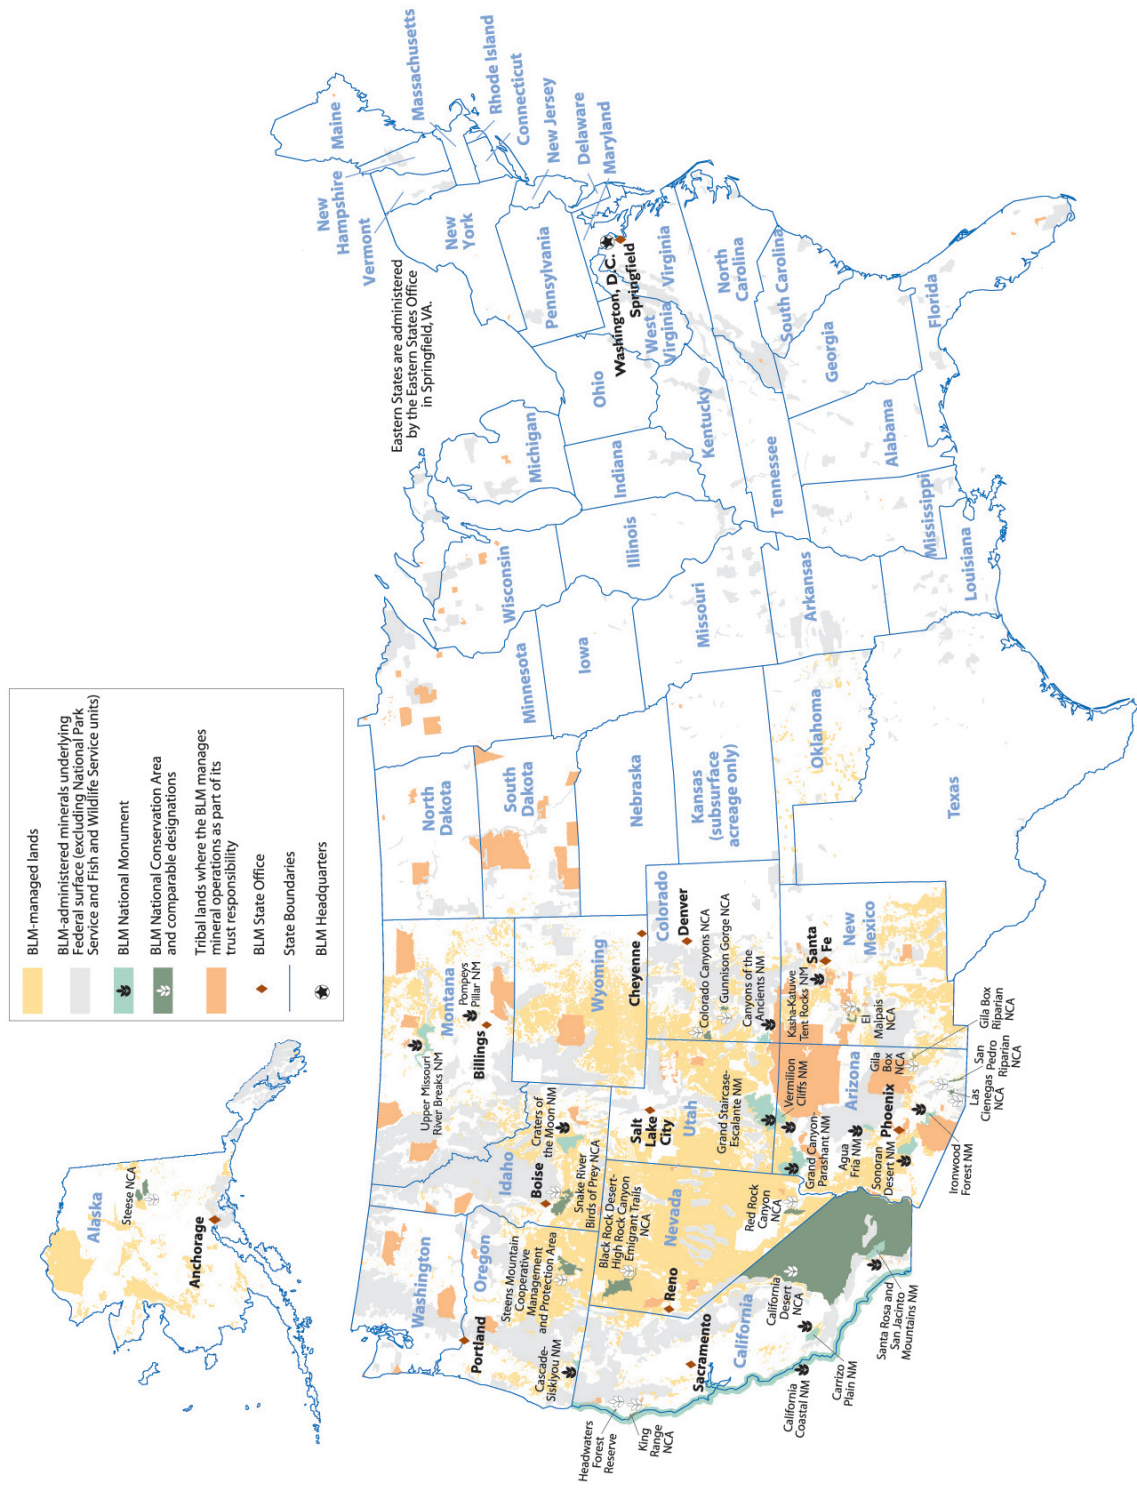 BLM-managed lands
BLM-administered minerals underlying
Federal surface (excluding National Park
Service and Fish and Wildlife Service units)
BLM National Monument
BLM National Conservation Area
and comparable designations
Tribal lands where the BLM manages
mineral operations as part of its
trust responsibility
BLM State Office
State Boundaries
BLM Headquarters
Alaska
Steese NCA
Anchorage
Eastern States are administered
by the Eastern States Office
in Springfield, VA.
Washington
Portland
Oregon
Cascade-
Siskiyou NM
Steens Mountain
Cooperative
Management
and Protection Area
Idaho
Boise
Craters of
the Moon NM
Snake River
Birds of Prey NCA
Montana
Upper Missouri
River Breaks NM
Pompeys
Pillar NM
Billings
Wyoming
Cheyenne
North
Dakota
South
Dakota
Nebraska
Kansas
(subsurface
acreage only)
Oklahoma
Texas
Minnesota
Iowa
Missouri
Arkansas
Louisiana
Wisconsin
Illinois
Michigan
Indiana
Ohio
Kentucky
Tennessee
Mississippi
Alabama
Georgia
Florida
South Carolina
North
Carolina
Virginia
West
Virginia
Washington, D.C.
Springfield
Pennsylvania
New
York
Vermont
New
Hampshire
Maine
Massachusetts
Rhode Island
Connecticut
New Jersey
Delaware
Maryland
Headwaters
Forest
Reserve
King
Range
NCA
Sacramento
California
California
Coastal NM
Carrizo
Plain NM
California
Desert
NCA
Santa Rosa and
San Jacinto
Mountains NM
Reno
Nevada
Black Rock Desert-
High Rock Canyon
Emigrant Trails
NCA
Red Rock
Canyon
NCA
Salt
Lake
City
Utah
Grand Staircase-
Escalante NM
Colorado
Denver
Colorado Canyons NCA
Gunnison Gorge NCA
Canyons of the
Ancients NM
Vermilion
Cliffs NM
Grand Canyon-
Parashant NM
Arizona
Agua
Fria NM
Phoenix
Sonoran
Desert NM
Ironwood
Forest NM
Gila
Box
NCA
Las
Cienegas
NCA
San
Pedro
Riparian
NCA
Gila Box
Riparian
NCA
Kasha-Katuwe
Tent Rocks NM
Santa
Fe
New
Mexico
El
Malpais
NCA